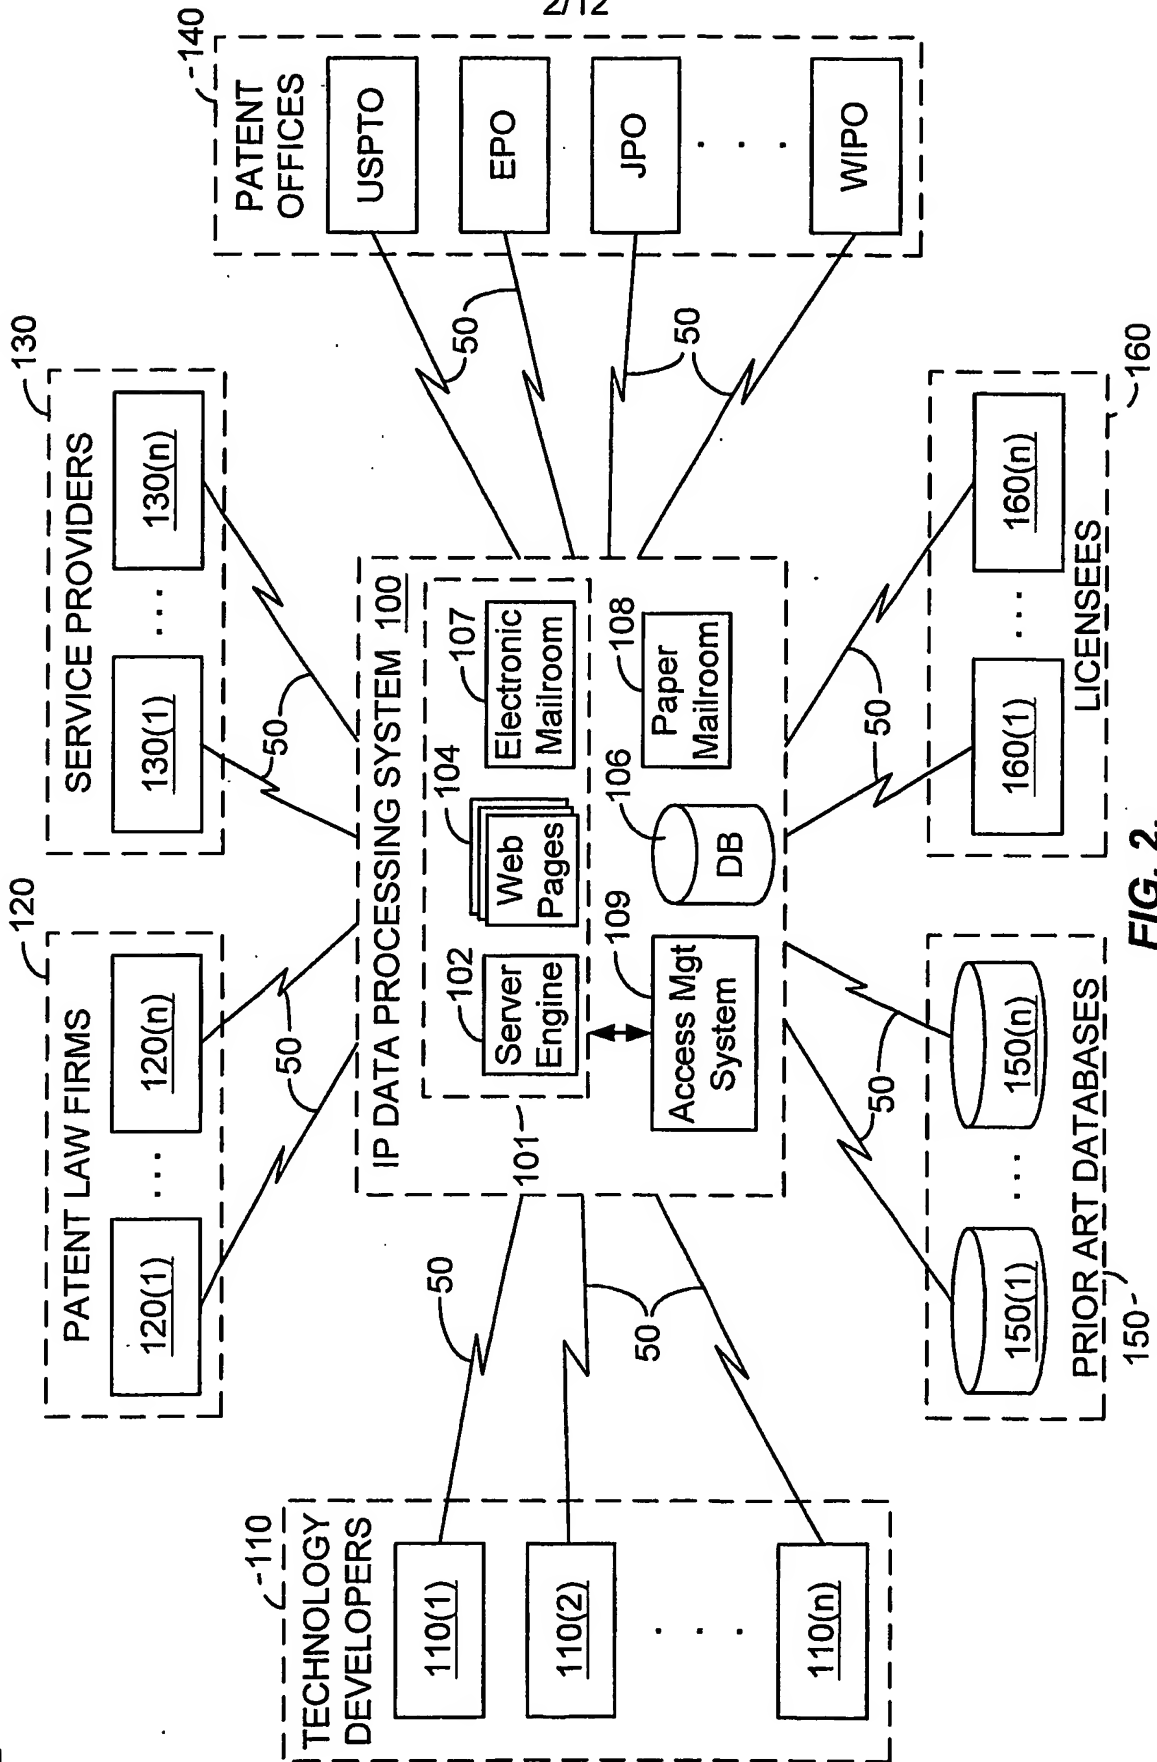 2/12
120
PATENT LAW FIRMS
120(1)
. . .
120(n)
50
130
SERVICE PROVIDERS
130(1)
. . .
130(n)
50
110
TECHNOLOGY
DEVELOPERS
110(1)
110(2)
. . .
110(n)
50
50
IP DATA PROCESSING SYSTEM 100
101
102
Server
Engine
104
Web
Pages
107
Electronic
Mailroom
109
Access Mgt
System
106
DB
108
Paper
Mailroom
140
PATENT
OFFICES
USPTO
EPO
JPO
. . .
WIPO
50
50
50
150(1)
. . .
150(n)
PRIOR ART DATABASES
150
50
160(1)
. . .
160(n)
LICENSEES
160
FIG. 2.